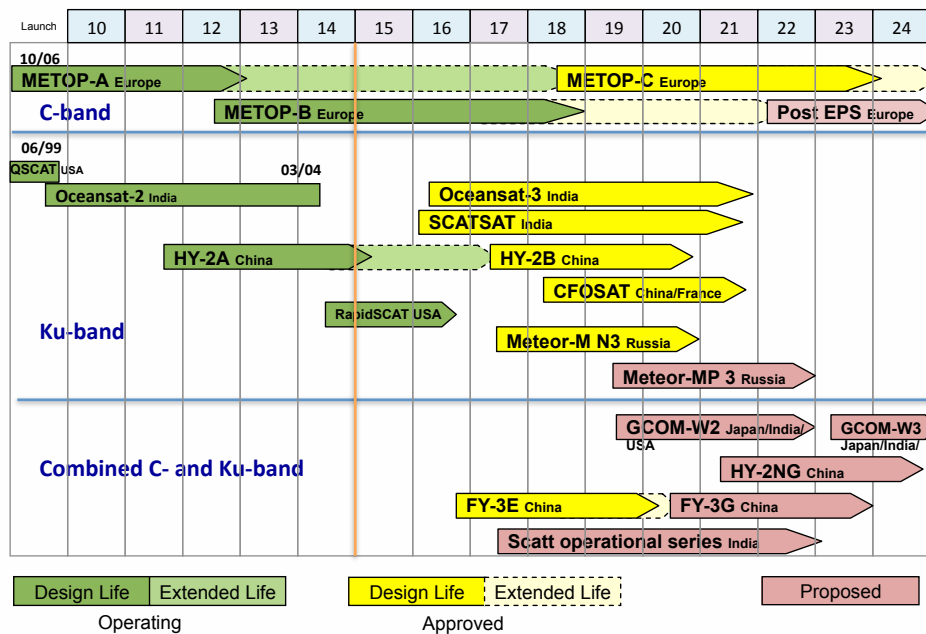 Launch 10 11 12 13 14 15 16 17 18 19 20 21 22 23 24
10/06
METOP-A Europe METOP-C Europe
C-band METOP-B Europe Post EPS Europe
06/99 03/04
QSCAT USA
Oceansat-2 India Oceansat-3 India
SCATSAT India
HY-2A China HY-2B China
CFOSAT China/France
RapidSCAT USA
Ku-band
Meteor-M N3 Russia
Meteor-MP 3 Russia
GCOM-W2 Japan/India/ GCOM-W3
USA Japan/India/
Combined C- and Ku-band HY-2NG China
FY-3E China FY-3G China
Scatt operational series India
Design Life Extended Life Design Life Extended Life Proposed
Operating Approved